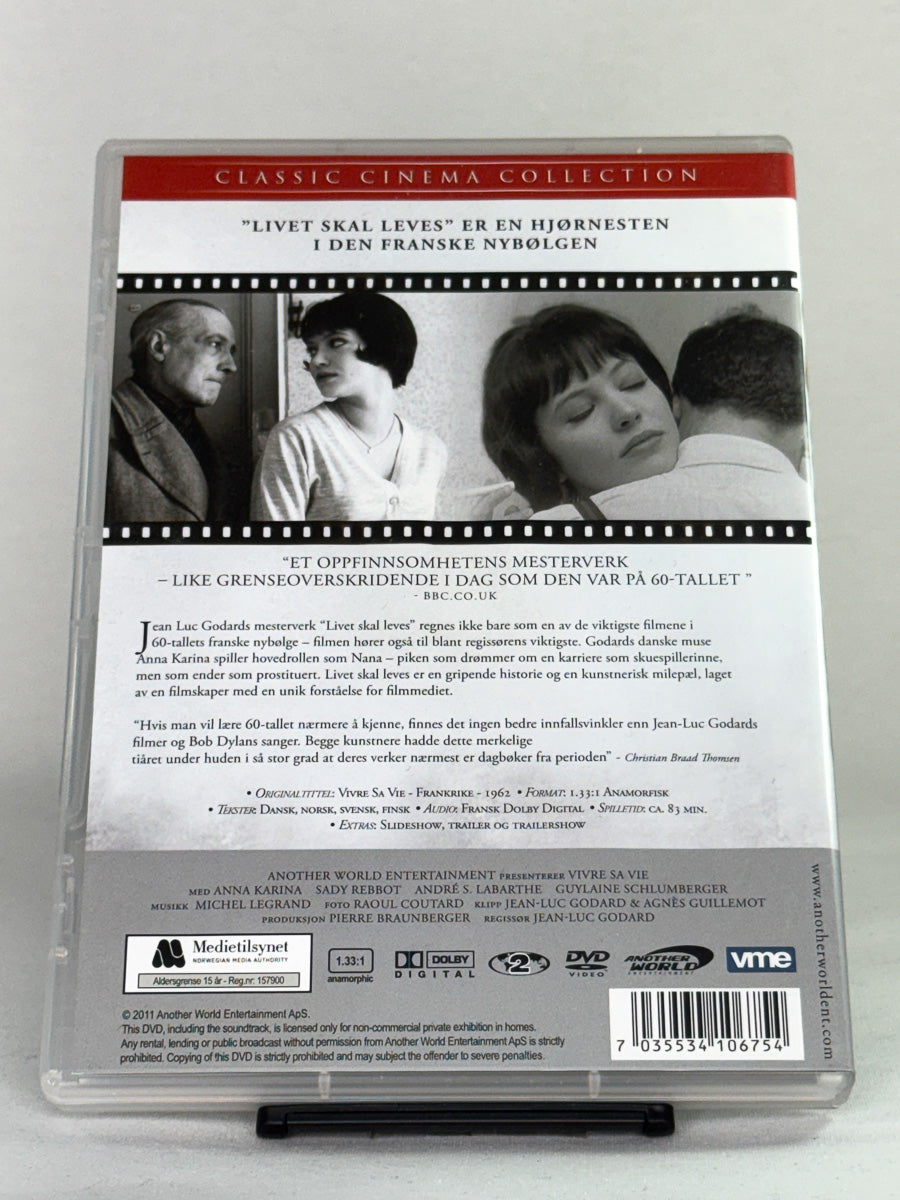 CLASSIC CINEMA COLLECTION
”LIVET SKAL LEVES” ER EN HJØRNESTEN
I DEN FRANSKE NYBØLGEN
“ET OPPFINNSOMHETENS MESTERVERK
– LIKE GRENSEOVERSKRIDENDE I DAG SOM DEN VAR PÅ 60-TALLET ”
- BBC.CO.UK
Jean Luc Godards mesterverk “Livet skal leves” regnes ikke bare som en av de viktigste filmene i
60-tallets franske nybølge – filmen hører også til blant regissørens viktigste. Godards danske muse
Anna Karina spiller hovedrollen som Nana – piken som drømmer om en karriere som skuespillerinne,
men som ender som prostituert. Livet skal leves er en gripende historie og en kunstnerisk milepæl, laget
av en filmskaper med en unik forståelse for filmmediet.
“Hvis man vil lære 60-tallet nærmere å kjenne, finnes det ingen bedre innfallsvinkler enn Jean-Luc Godards
filmer og Bob Dylans sanger. Begge kunstnere hadde dette merkelige
tiåret under huden i så stor grad at deres verker nærmest er dagbøker fra perioden” - Christian Braad Thomsen
• ORIGINALTITTEL: VIVRE SA VIE - FRANKRIKE - 1962 • FORMAT: 1.33:1 ANAMORFISK
• TEKSTER: DANSK, NORSK, SVENSK, FINSK • AUDIO: FRANSK DOLBY DIGITAL • SPILLETID: CA. 83 MIN.
• EXTRAS: SLIDESHOW, TRAILER OG TRAILERSHOW
ANOTHER WORLD ENTERTAINMENT PRESENTERER VIVRE SA VIE
MED ANNA KARINA SADY REBBOT ANDRÉ S. LABARTHE GUYLAINE SCHLUMBERGER
MUSIKK MICHEL LEGRAND FOTO RAOUL COUTARD KLIPP JEAN-LUC GODARD & AGNÈS GUILLEMOT
PRODUKSJON PIERRE BRAUNBERGER REGISSØR JEAN-LUC GODARD
www.anotherworldent.com
Medietilsynet
NORWEGIAN MEDIA AUTHORITY
Aldersgrense 15 år - Reg.nr: 157900
1.33:1
anamorphic
DOLBY
DIGITAL
2
DVD
VIDEO
ANOTHER
WORLD
ENTERTAINMENT
vme
© 2011 Another World Entertainment ApS.
This DVD, including the soundtrack, is licensed only for non-commercial private exhibition in homes.
Any rental, lending or public broadcast without permission from Another World Entertainment ApS is strictly
prohibited. Copying of this DVD is strictly prohibited and may subject the offender to severe penalties.
7 035534 106754